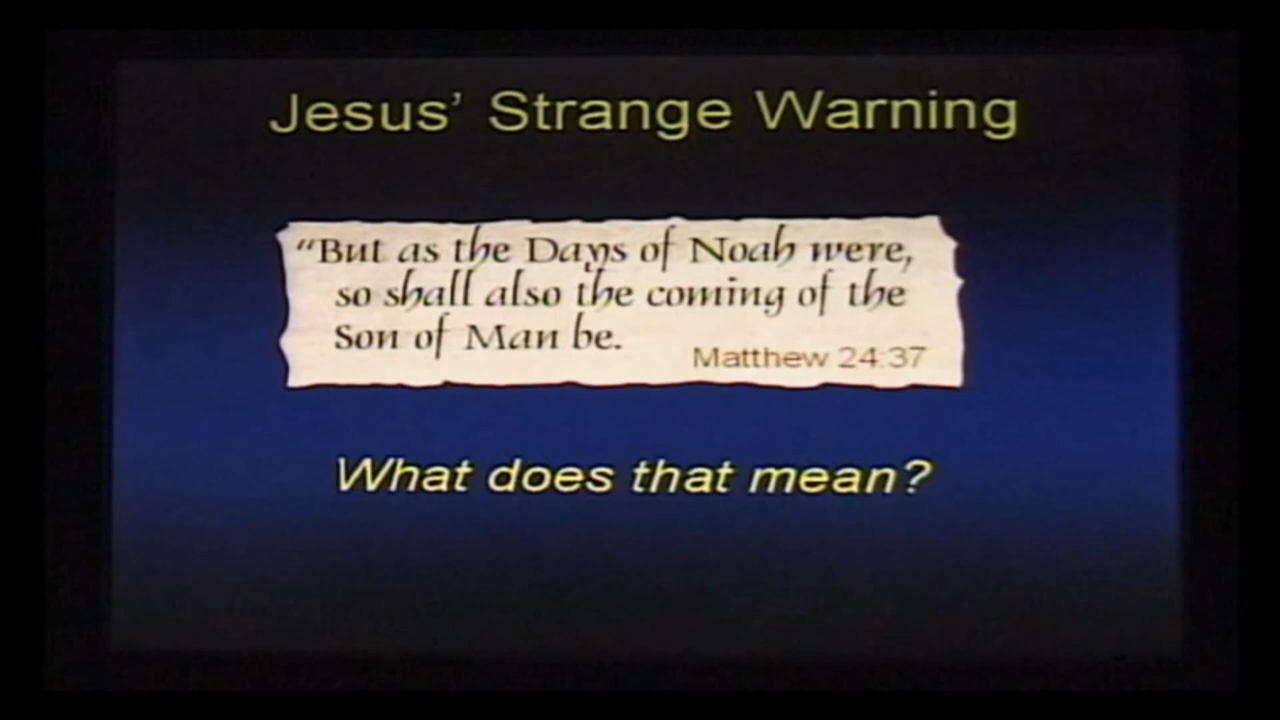 Jesus’ Strange Warning
“But as the Days of Noah were,
so shall also the coming of the
Son of Man be.
Matthew 24:37
What does that mean?